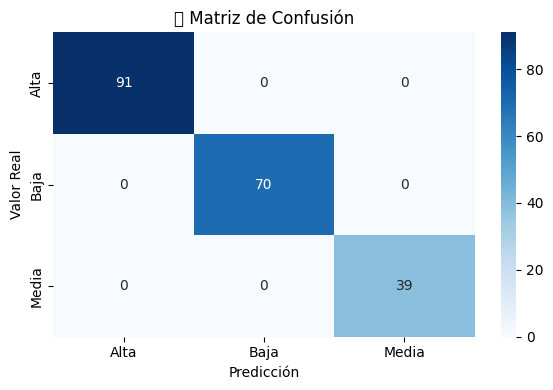 ▯ Matriz de Confusión
Alta
91
0
0
80
60
Valor Real
Baja
0
70
0
40
20
Media
0
0
39
0
Alta
Baja
Media
Predicción